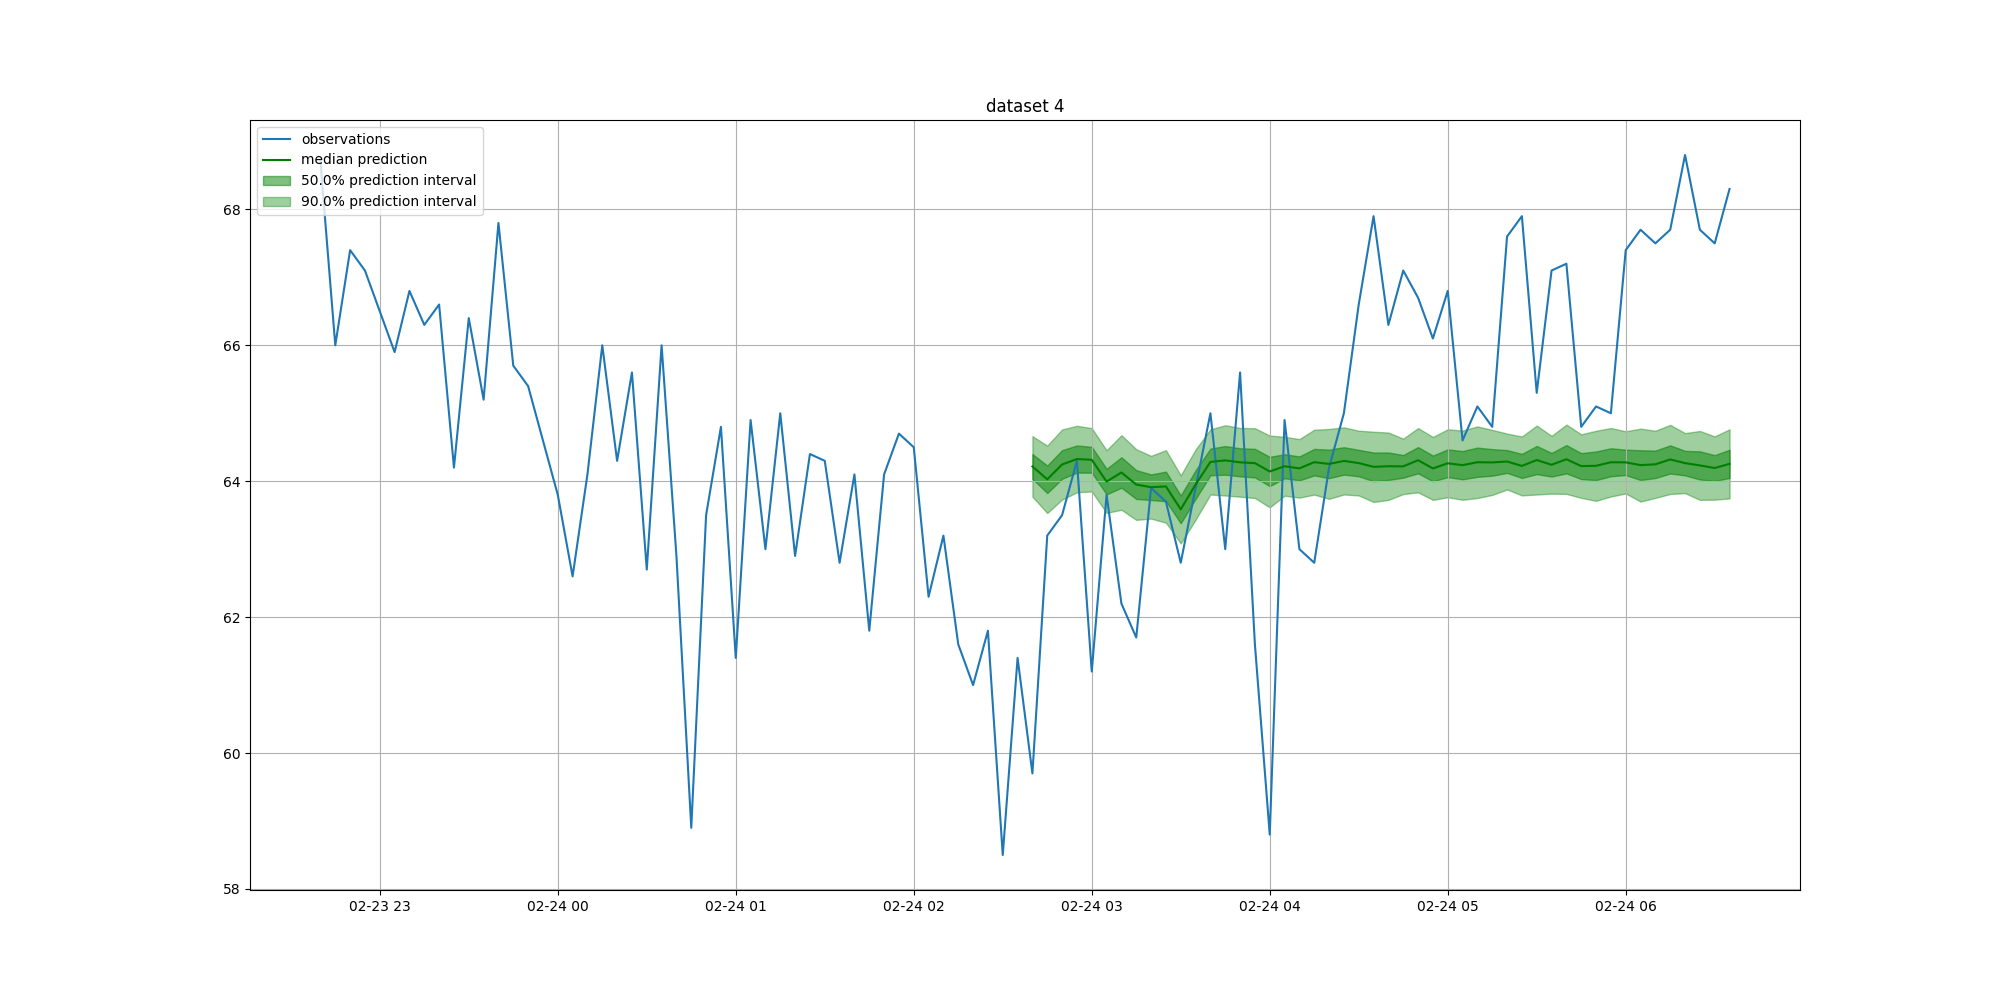 dataset 4
observations
median prediction
50.0% prediction interval
90.0% prediction interval
68
66
64
62
60
58
02-23 23
02-24 00
02-24 01
02-24 02
02-24 03
02-24 04
02-24 05
02-24 06